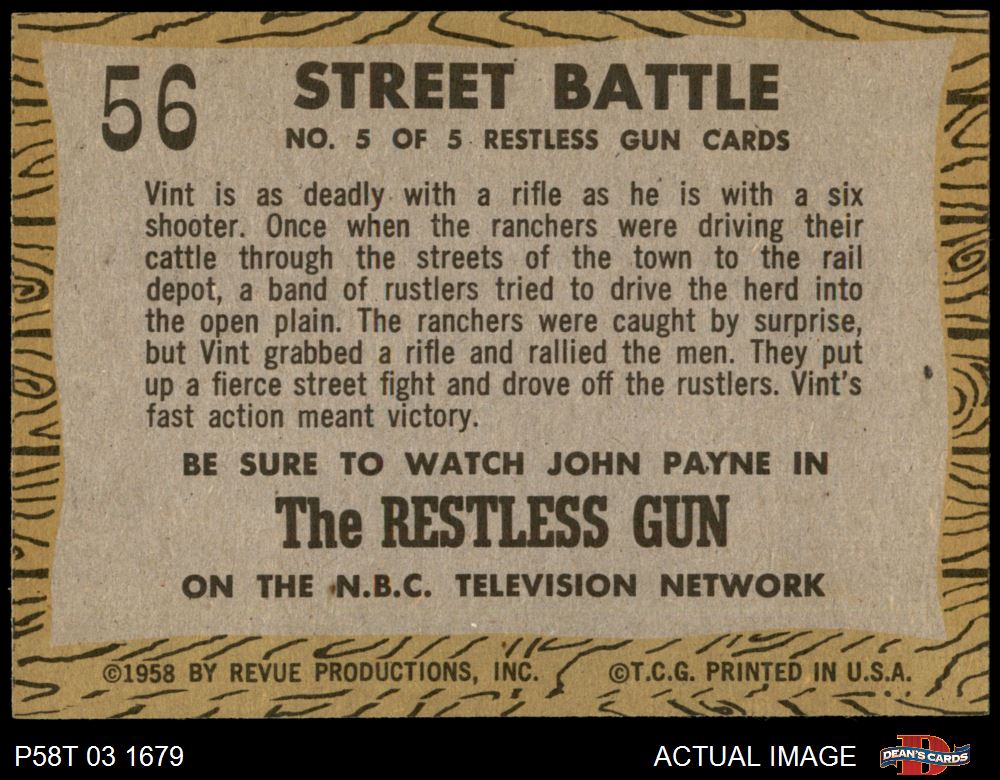 56
STREET BATTLE
NO. 5 OF 5 RESTLESS GUN CARDS
Vint is as deadly with a rifle as he is with a six
shooter. Once when the ranchers were driving their
cattle through the streets of the town to the rail
depot, a band of rustlers tried to drive the herd into
the open plain. The ranchers were caught by surprise,
but Vint grabbed a rifle and rallied the men. They put
up a fierce street fight and drove off the rustlers. Vint's
fast action meant victory.
BE SURE TO WATCH JOHN PAYNE IN
The RESTLESS GUN
ON THE N.B.C. TELEVISION NETWORK
©1958 BY REVUE PRODUCTIONS, INC. ©T.C.G. PRINTED IN U.S.A.
P58T 03 1679 ACTUAL IMAGE DEAN'S CARDS